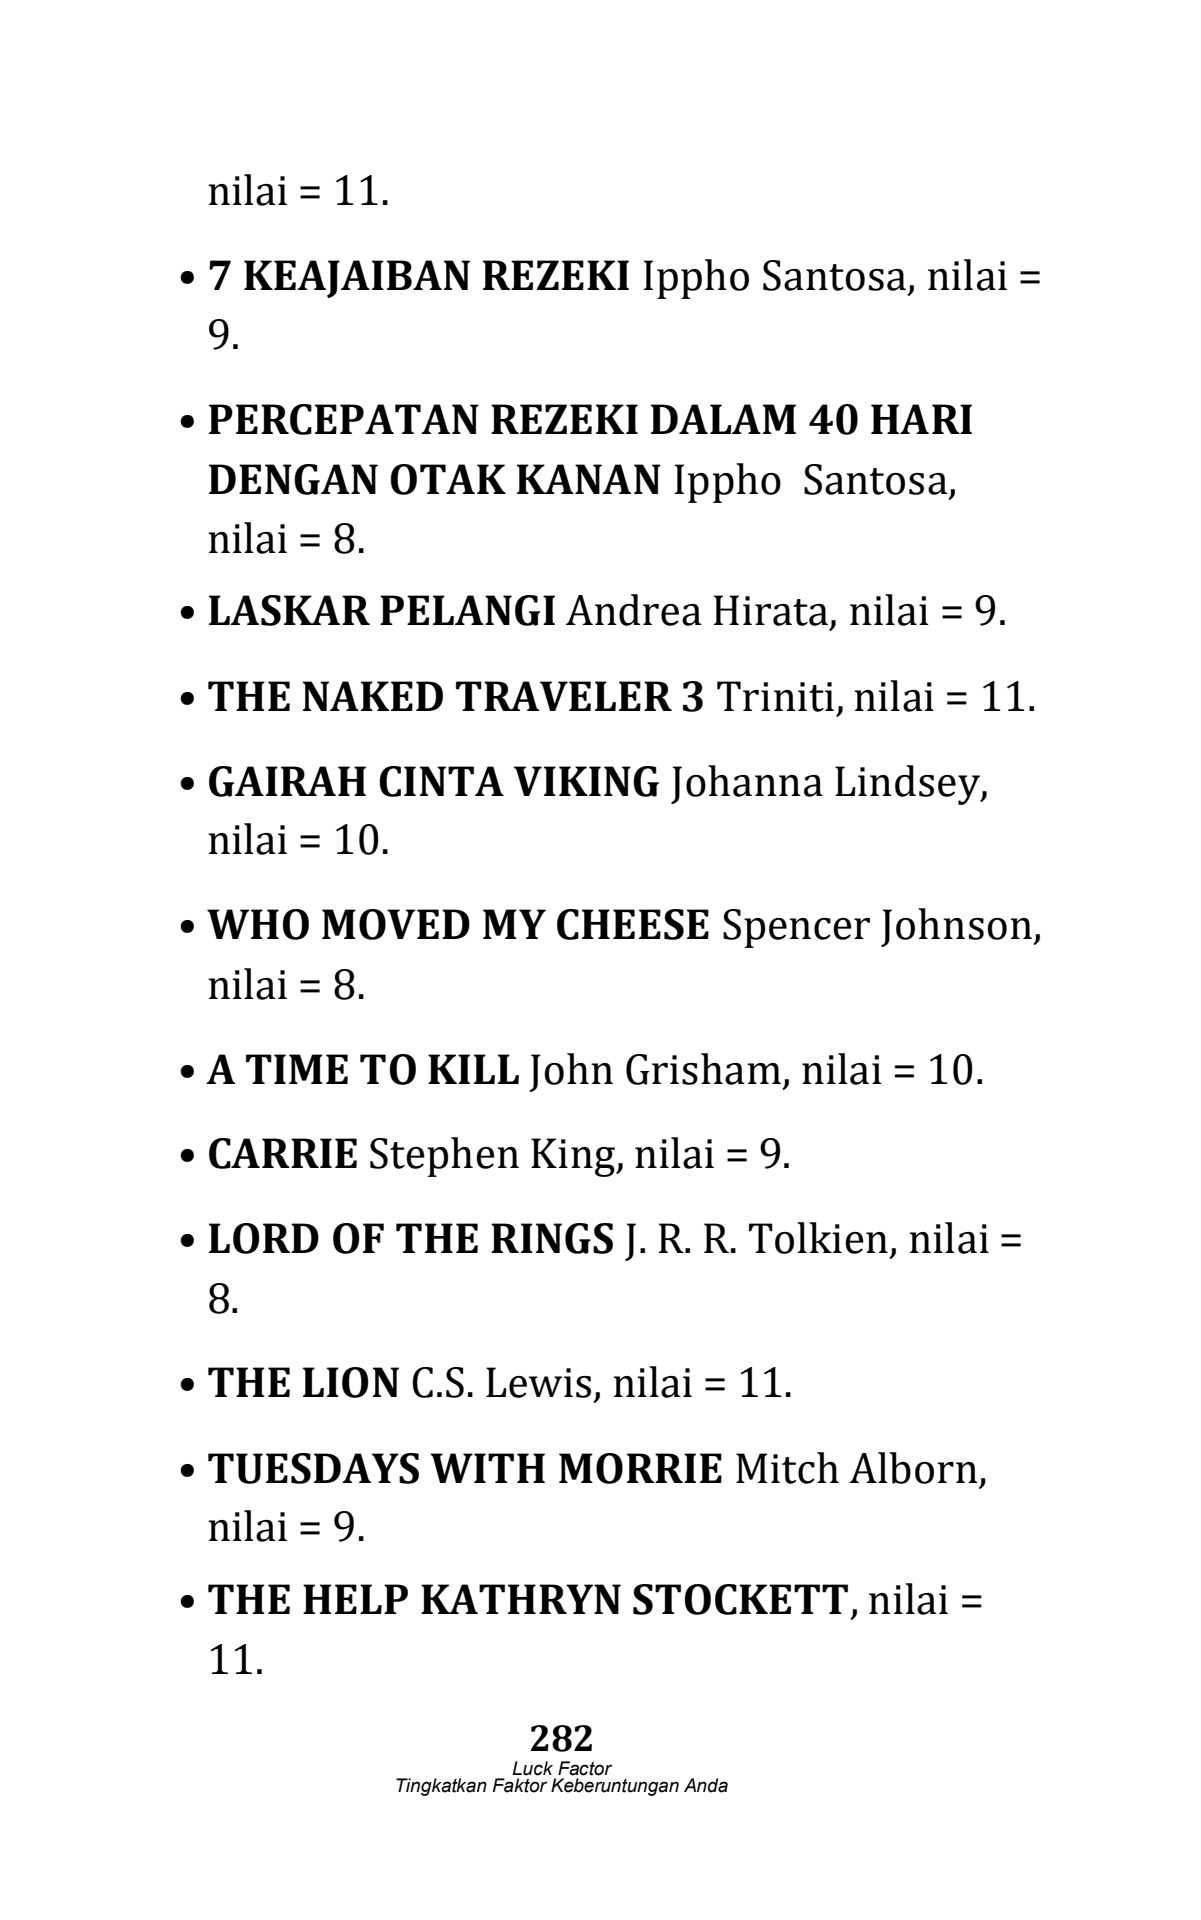 nilai = 11.
• 7 KEAJAIBAN REZEKI Ippho Santosa, nilai =
9.
• PERCEPATAN REZEKI DALAM 40 HARI
DENGAN OTAK KANAN Ippho  Santosa,
nilai = 8.
• LASKAR PELANGI Andrea Hirata, nilai = 9.
• THE NAKED TRAVELER 3 Triniti, nilai = 11.
• GAIRAH CINTA VIKING Johanna Lindsey,
nilai = 10.
• WHO MOVED MY CHEESE Spencer Johnson,
nilai = 8.
• A TIME TO KILL John Grisham, nilai = 10.
• CARRIE Stephen King, nilai = 9.
• LORD OF THE RINGS J. R. R. Tolkien, nilai =
8.
• THE LION C.S. Lewis, nilai = 11.
• TUESDAYS WITH MORRIE Mitch Alborn,
nilai = 9.
• THE HELP KATHRYN STOCKETT, nilai =
11.
282
Luck Factor
Tingkatkan Faktor Keberuntungan Anda